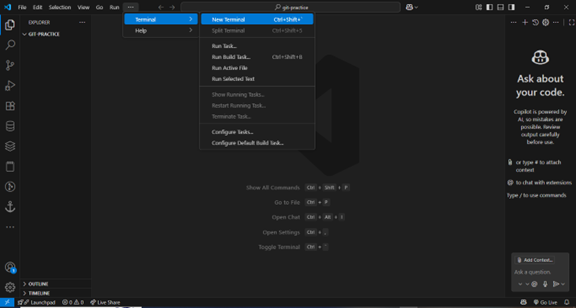 File Edit Selection View Go Run ...
git-practice
EXPLORER
GIT-PRACTICE
Terminal
Help
New Terminal Ctrl+Shift+`
Split Terminal Ctrl+Shift+5
Run Task...
Run Build Task... Ctrl+Shift+B
Run Active File
Run Selected Text
Show Running Tasks...
Restart Running Task...
Terminate Task...
Configure Tasks...
Configure Default Build Task...
Show All Commands Ctrl + Shift + P
Go to File Ctrl + P
Open Chat Ctrl + Alt + I
Open Settings Ctrl + ,
Toggle Terminal Ctrl + `
Ask about
your code.
Copilot is powered by
AI, so mistakes are
possible. Review
output carefully
before use.
or type # to attach
context
@ to chat with extensions
Type / to use commands
Add Context...
Ask a question.
OUTLINE
TIMELINE
Launchpad 0 0 Live Share
Go Live